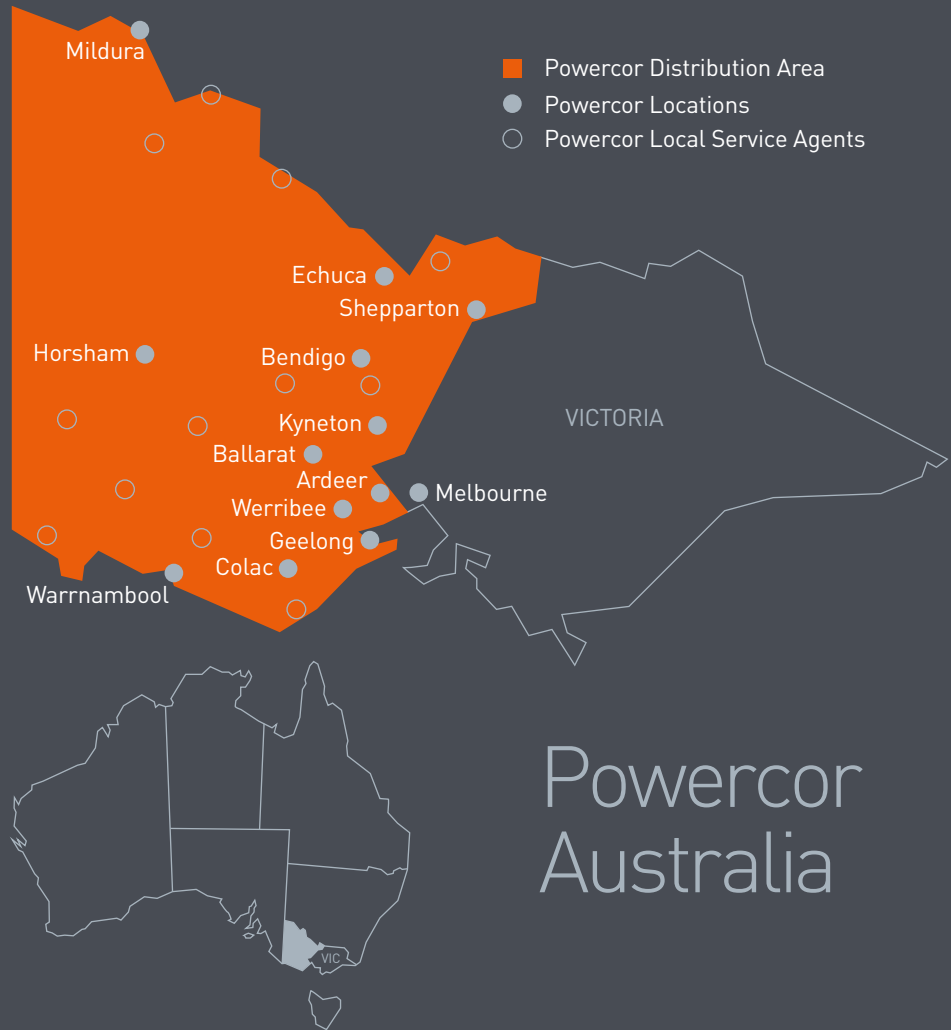 Mildura
Powercor Distribution Area
Powercor Locations
Powercor Local Service Agents
Echuca
Shepparton
Horsham
Bendigo
VICTORIA
Kyneton
Ballarat
Ardeer
Melbourne
Werribee
Geelong
Colac
Warrnambool
Powercor
Australia
VIC